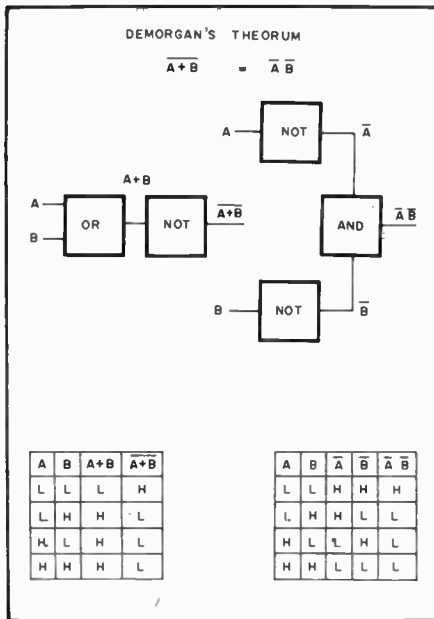 DEMORGAN'S THEORUM
A̅+̅B̅ = A̅ B̅
A NOT A̅
A+B
A OR NOT A̅+̅B̅ AND A̅ B̅
B
B NOT B̅
A B A+B A̅+̅B̅
L L L H
L H H L
H L H L
H H H L
A B A̅ B̅ A̅ B̅
L L H H H
L H H L L
H L L H L
H H L L L